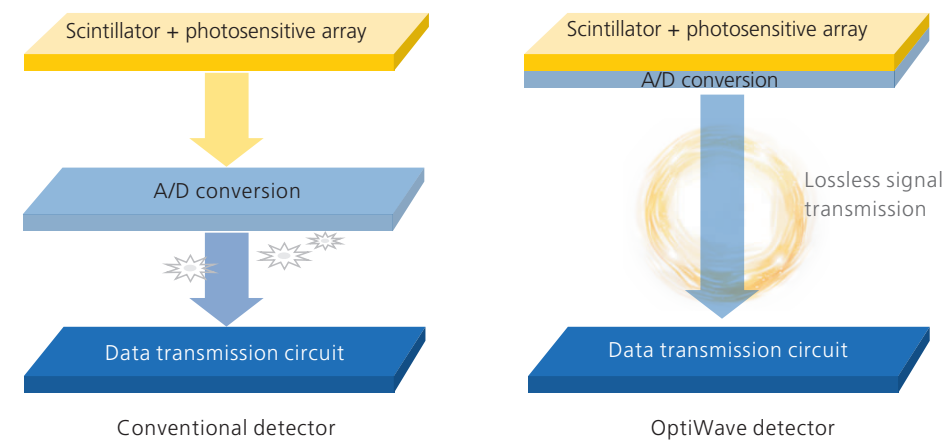 Scintillator + photosensitive array
A/D conversion
Data transmission circuit
Conventional detector
Scintillator + photosensitive array
A/D conversion
Lossless signal
transmission
Data transmission circuit
OptiWave detector